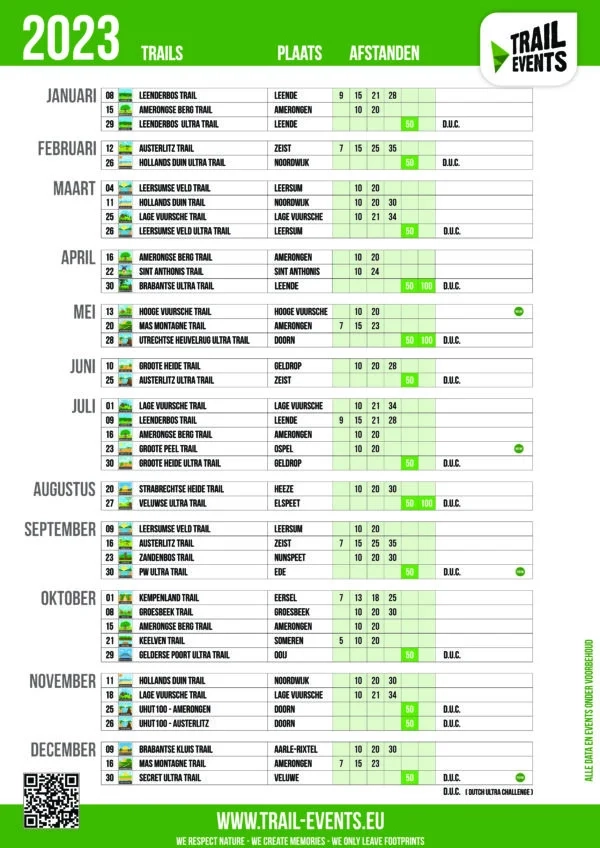 2023 TRAILS PLAATS AFSTANDEN
TRAIL EVENTS
JANUARI 08 LEENDERBOS TRAIL LEENDE 9 15 21 28
15 AMERONGSE BERG TRAIL AMERONGEN 10 20
29 LEENDERBOS ULTRA TRAIL LEENDE 50 D.U.C.
FEBRUARI 12 AUSTERLITZ TRAIL ZEIST 7 15 25 35
26 HOLLANDS DUIN ULTRA TRAIL NOORDWIJK 50 D.U.C.
MAART 04 LEERSUMSE VELD TRAIL LEERSUM 10 20
11 HOLLANDS DUIN TRAIL NOORDWIJK 10 20 30
25 LAGE VUURSCHE TRAIL LAGE VUURSCHE 10 21 34
26 LEERSUMSE VELD ULTRA TRAIL LEERSUM 50 D.U.C.
APRIL 16 AMERONGSE BERG TRAIL AMERONGEN 10 20
22 SINT ANTHONIS TRAIL SINT ANTHONIS 10 24
30 BRABANTSE ULTRA TRAIL LEENDE 50 100 D.U.C.
MEI 13 HOOGE VUURSCHE TRAIL HOOGE VUURSCHE 10 20 NEW
20 MAS MONTAGNE TRAIL AMERONGEN 7 15 23
28 UTRECHTSE HEUVELRUG ULTRA TRAIL DOORN 50 100 D.U.C.
JUNI 10 GROOTE HEIDE TRAIL GELDROP 10 20 28
25 AUSTERLITZ ULTRA TRAIL ZEIST 50 D.U.C.
JULI 01 LAGE VUURSCHE TRAIL LAGE VUURSCHE 10 21 34
09 LEENDERBOS TRAIL LEENDE 9 15 21 28
16 AMERONGSE BERG TRAIL AMERONGEN 10 20
23 GROOTE PEEL TRAIL OSPEL 10 20 NEW
30 GROOTE HEIDE ULTRA TRAIL GELDROP 50 D.U.C.
AUGUSTUS 20 STRABRECHTSE HEIDE TRAIL HEEZE 10 20 30
27 VELUWSE ULTRA TRAIL ELSPEET 50 100 D.U.C.
SEPTEMBER 09 LEERSUMSE VELD TRAIL LEERSUM 10 20
16 AUSTERLITZ TRAIL ZEIST 7 15 25 35
23 ZANDENBOS TRAIL NUNSPEET 10 20 30
30 PW ULTRA TRAIL EDE 50 D.U.C. NEW
OKTOBER 01 KEMPENLAND TRAIL EERSEL 7 13 18 25
08 GROESBEEK TRAIL GROESBEEK 10 20 30
15 AMERONGSE BERG TRAIL AMERONGEN 10 20
21 KEELVEN TRAIL SOMEREN 5 10 20
29 GELDERSE POORT ULTRA TRAIL OOIJ 50 D.U.C.
NOVEMBER 11 HOLLANDS DUIN TRAIL NOORDWIJK 10 20 30
18 LAGE VUURSCHE TRAIL LAGE VUURSCHE 10 21 34
25 UHUT100 - AMERONGEN DOORN 50 D.U.C.
26 UHUT100 - AUSTERLITZ DOORN 50 D.U.C.
DECEMBER 09 BRABANTSE KLUIS TRAIL AARLE-RIXTEL 10 20 30
16 MAS MONTAGNE TRAIL AMERONGEN 7 15 23
30 SECRET ULTRA TRAIL VELUWE 50 D.U.C. NEW
D.U.C. ( DUTCH ULTRA CHALLENGE )
ALLE DATA EN EVENTS ONDER VOORBEHOUD
WWW.TRAIL-EVENTS.EU
WE RESPECT NATURE - WE CREATE MEMORIES - WE ONLY LEAVE FOOTPRINTS